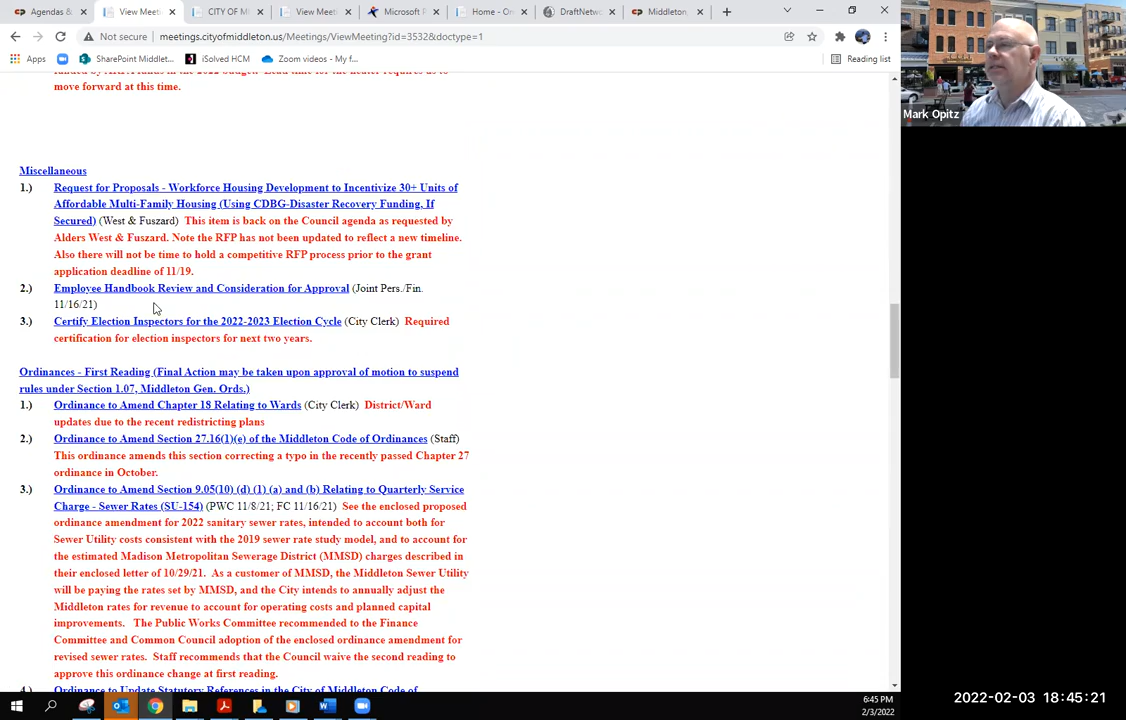 Agendas &
View Meeti
CITY OF MI
View Meeti
Microsoft P
Home - On
DraftNetwo
Middleton,
Not secure
meetings.cityofmiddleton.us/Meetings/ViewMeeting?id=3532&doctype=1
Apps
SharePoint Middlet...
iSolved HCM
Zoom videos - My f...
Reading list
move forward at this time.
Miscellaneous
1.) Request for Proposals - Workforce Housing Development to Incentivize 30+ Units of
Affordable Multi-Family Housing (Using CDBG-Disaster Recovery Funding, If
Secured) (West & Fuszard) This item is back on the Council agenda as requested by
Alders West & Fuszard. Note the RFP has not been updated to reflect a new timeline.
Also there will not be time to hold a competitive RFP process prior to the grant
application deadline of 11/19.
2.) Employee Handbook Review and Consideration for Approval (Joint Pers./Fin.
11/16/21)
3.) Certify Election Inspectors for the 2022-2023 Election Cycle (City Clerk) Required
certification for election inspectors for next two years.
Ordinances - First Reading (Final Action may be taken upon approval of motion to suspend
rules under Section 1.07, Middleton Gen. Ords.)
1.) Ordinance to Amend Chapter 18 Relating to Wards (City Clerk) District/Ward
updates due to the recent redistricting plans
2.) Ordinance to Amend Section 27.16(1)(e) of the Middleton Code of Ordinances (Staff)
This ordinance amends this section correcting a typo in the recently passed Chapter 27
ordinance in October.
3.) Ordinance to Amend Section 9.05(10) (d) (1) (a) and (b) Relating to Quarterly Service
Charge - Sewer Rates (SU-154) (PWC 11/8/21; FC 11/16/21) See the enclosed proposed
ordinance amendment for 2022 sanitary sewer rates, intended to account both for
Sewer Utility costs consistent with the 2019 sewer rate study model, and to account for
the estimated Madison Metropolitan Sewerage District (MMSD) charges described in
their enclosed letter of 10/29/21. As a customer of MMSD, the Middleton Sewer Utility
will be paying the rates set by MMSD, and the City intends to annually adjust the
Middleton rates for revenue to account for operating costs and planned capital
improvements. The Public Works Committee recommended to the Finance
Committee and Common Council adoption of the enclosed ordinance amendment for
revised sewer rates. Staff recommends that the Council waive the second reading to
approve this ordinance change at first reading.
4.) Ordinance to Update Statutory References in the City of Middleton Code of
Mark Opitz
6:45 PM
2/3/2022
2022-02-03 18:45:21